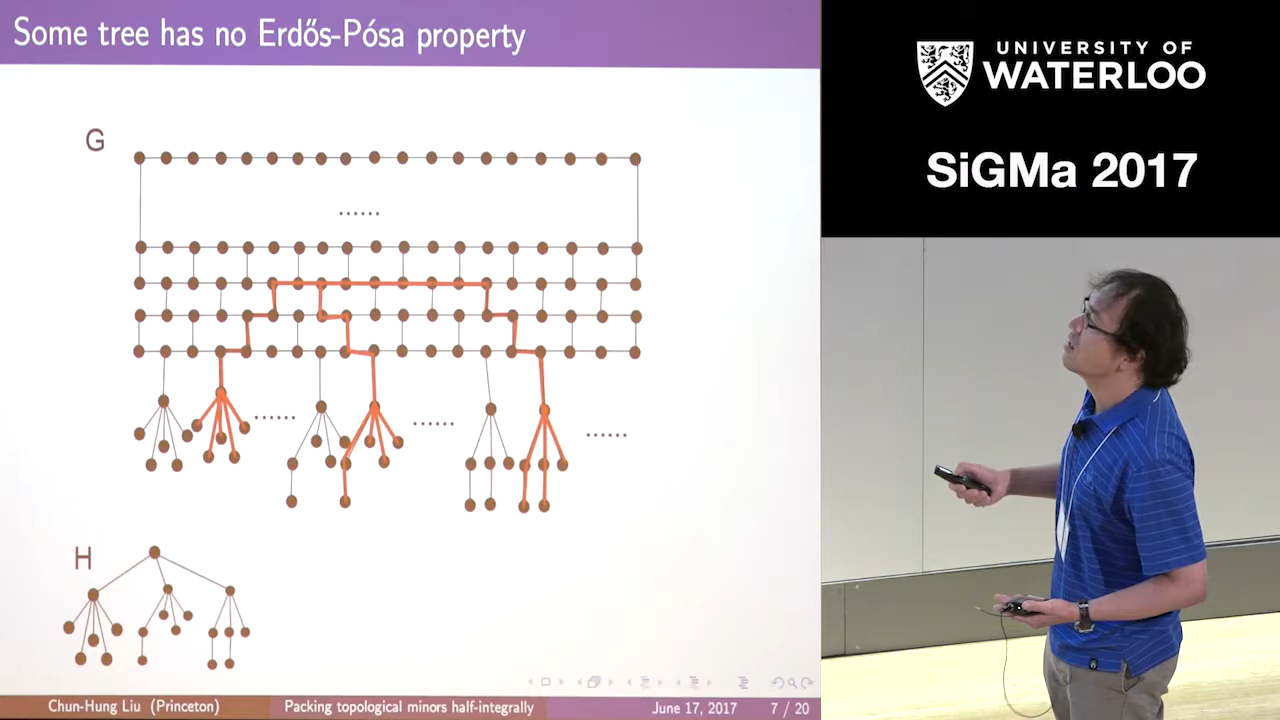 Some tree has no Erdős-Pósa property
G
......
......
......
......
H
Chun-Hung Liu (Princeton)
Packing topological minors half-integrally
June 17, 2017
7 / 20
UNIVERSITY OF
WATERLOO
SiGMa 2017